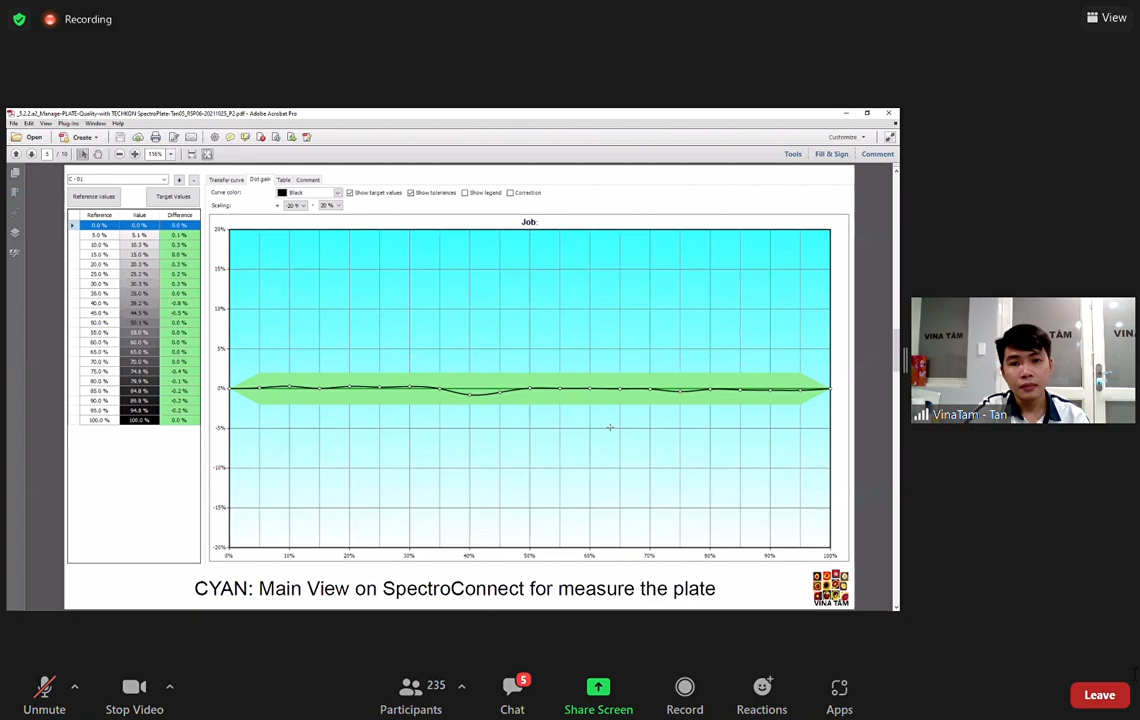 Recording
View
_5.2.2.a2_Manage-PLATE-Quality-with TECHKON SpectroPlate-Tan05_RSP06-20211025_P2.pdf - Adobe Acrobat Pro
File Edit View Plug-Ins Window Help
Open Create Customize
5 / 10 116% Tools Fill & Sign Comment
C - 01 + - Transfer curve Dot gain Table Comment
Reference values Target Values Curve color: Black Show target values Show tolerances Show legend Correction
Scaling: + -20 % - 20 %
Reference Value Difference
0.0 % 0.0 % 0.0 %
5.0 % 5.1 % 0.1 %
10.0 % 10.3 % 0.3 %
15.0 % 15.0 % 0.0 %
20.0 % 20.3 % 0.3 %
25.0 % 25.2 % 0.2 %
30.0 % 30.3 % 0.3 %
35.0 % 35.0 % 0.0 %
40.0 % 39.2 % -0.8 %
45.0 % 44.5 % -0.5 %
50.0 % 50.1 % 0.0 %
55.0 % 55.0 % 0.0 %
60.0 % 60.0 % 0.0 %
65.0 % 65.0 % 0.0 %
70.0 % 70.0 % 0.0 %
75.0 % 74.6 % -0.4 %
80.0 % 79.9 % -0.1 %
85.0 % 84.8 % -0.2 %
90.0 % 89.8 % -0.2 %
95.0 % 94.8 % -0.2 %
100.0 % 100.0 % 0.0 %
Job:
20%
15%
10%
5%
0%
-5%
-10%
-15%
-20%
0% 10% 20% 30% 40% 50% 60% 70% 80% 90% 100%
CYAN: Main View on SpectroConnect for measure the plate
VINA TÂM
VINA TÂM
TÂM
VIN
VinaTam - Tan
Unmute
Stop Video
235
Participants
5
Chat
Share Screen
Record
Reactions
Apps
Leave